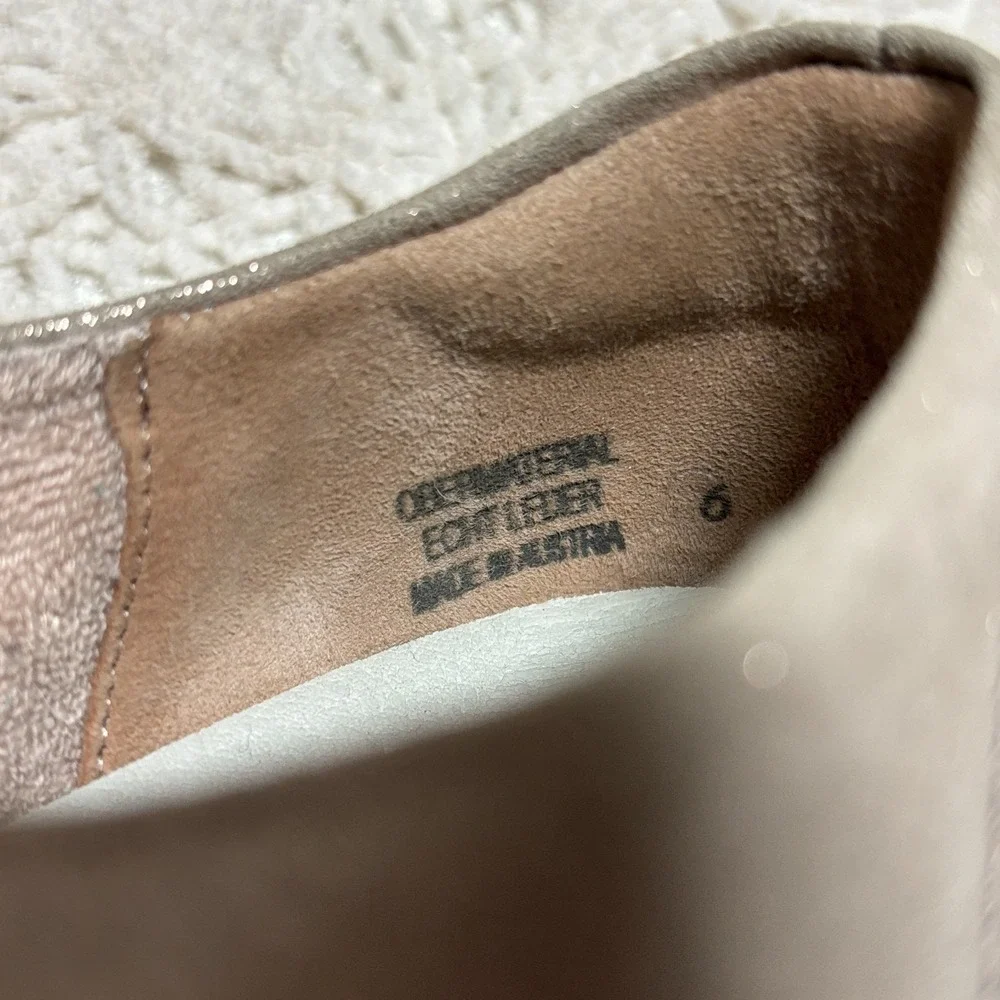 OBERMATERIAL
ECHT LEDER 6
MADE IN AUSTRIA